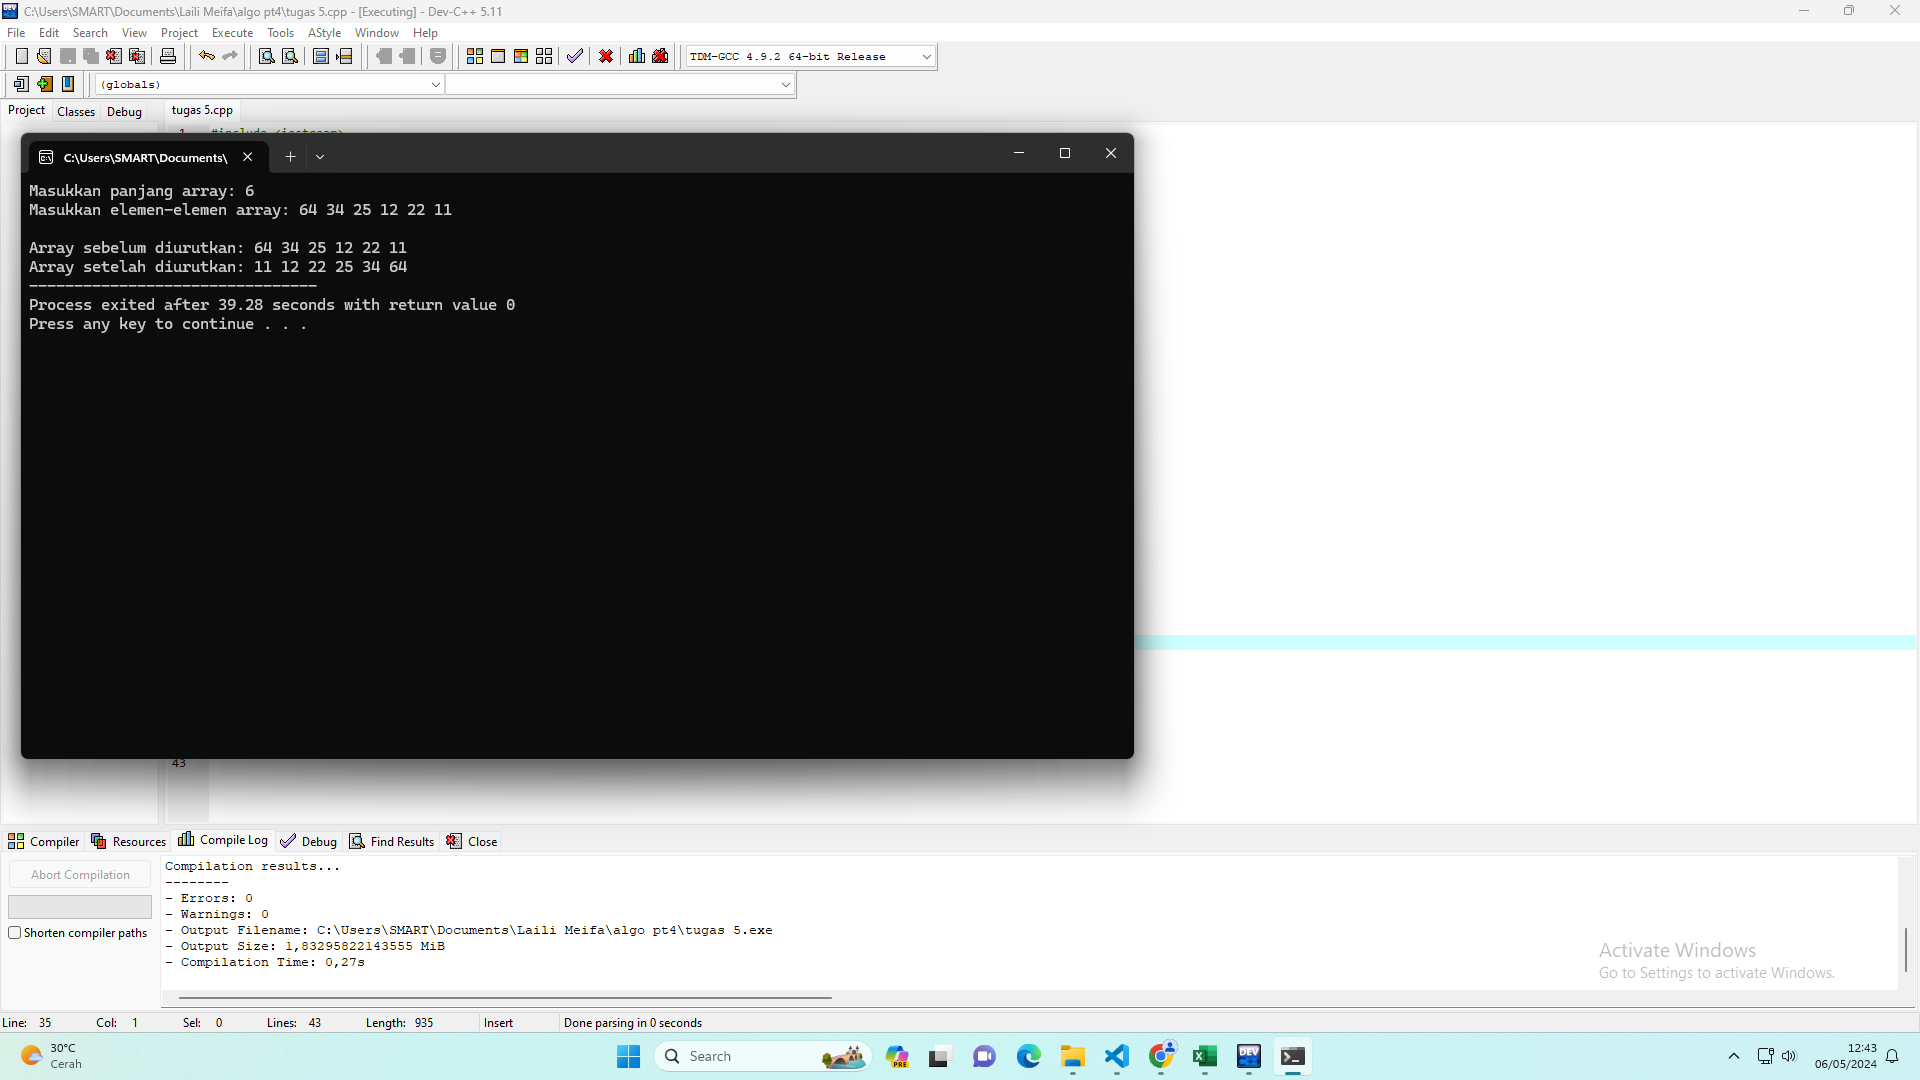 C:\Users\SMART\Documents\Laili Meifa\algo pt4\tugas 5.cpp - [Executing] - Dev-C++ 5.11
File Edit Search View Project Execute Tools AStyle Window Help
TDM-GCC 4.9.2 64-bit Release
(globals)
Project Classes Debug
tugas 5.cpp
1 #include <iostream>
C:\Users\SMART\Documents\
Masukkan panjang array: 6
Masukkan elemen-elemen array: 64 34 25 12 22 11
Array sebelum diurutkan: 64 34 25 12 22 11
Array setelah diurutkan: 11 12 22 25 34 64
--------------------------------
Process exited after 39.28 seconds with return value 0
Press any key to continue . . .
43
Compiler Resources Compile Log Debug Find Results Close
Abort Compilation
Shorten compiler paths
Compilation results...
--------
- Errors: 0
- Warnings: 0
- Output Filename: C:\Users\SMART\Documents\Laili Meifa\algo pt4\tugas 5.exe
- Output Size: 1,83295822143555 MiB
- Compilation Time: 0,27s
Activate Windows
Go to Settings to activate Windows.
Line: 35 Col: 1 Sel: 0 Lines: 43 Length: 935 Insert Done parsing in 0 seconds
30°C
Cerah
Search
PRE
DEV
12:43
06/05/2024